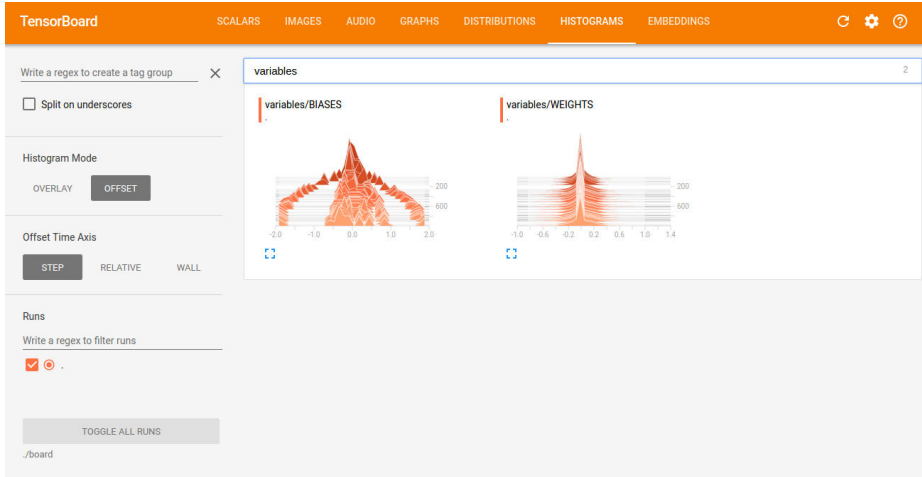 TensorBoard SCALARS IMAGES AUDIO GRAPHS DISTRIBUTIONS HISTOGRAMS EMBEDDINGS
Write a regex to create a tag group
Split on underscores
Histogram Mode
OVERLAY OFFSET
Offset Time Axis
STEP RELATIVE WALL
Runs
Write a regex to filter runs
.
TOGGLE ALL RUNS
./board
variables 2
variables/BIASES
.
200
600
-2.0 -1.0 0.0 1.0 2.0
variables/WEIGHTS
.
200
600
-1.0 -0.6 -0.2 0.2 0.6 1.0 1.4